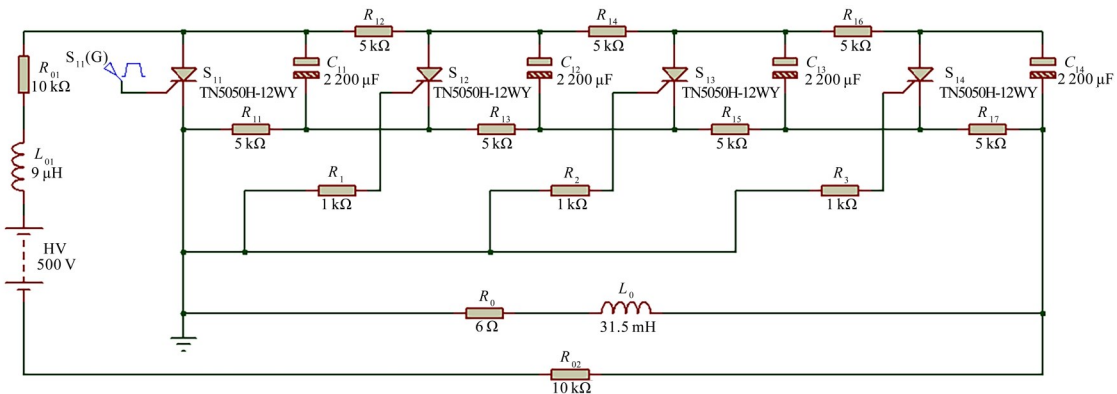 R12
5 kΩ
R14
5 kΩ
R16
5 kΩ
S11(G)
R01
10 kΩ
S11
TN5050H-12WY
C11
2 200 μF
S12
TN5050H-12WY
C12
2 200 μF
S13
TN5050H-12WY
C13
2 200 μF
S14
TN5050H-12WY
C14
2 200 μF
R11
5 kΩ
R13
5 kΩ
R15
5 kΩ
R17
5 kΩ
L01
9 μH
R1
1 kΩ
R2
1 kΩ
R3
1 kΩ
HV
500 V
R0
6 Ω
L0
31.5 mH
R02
10 kΩ